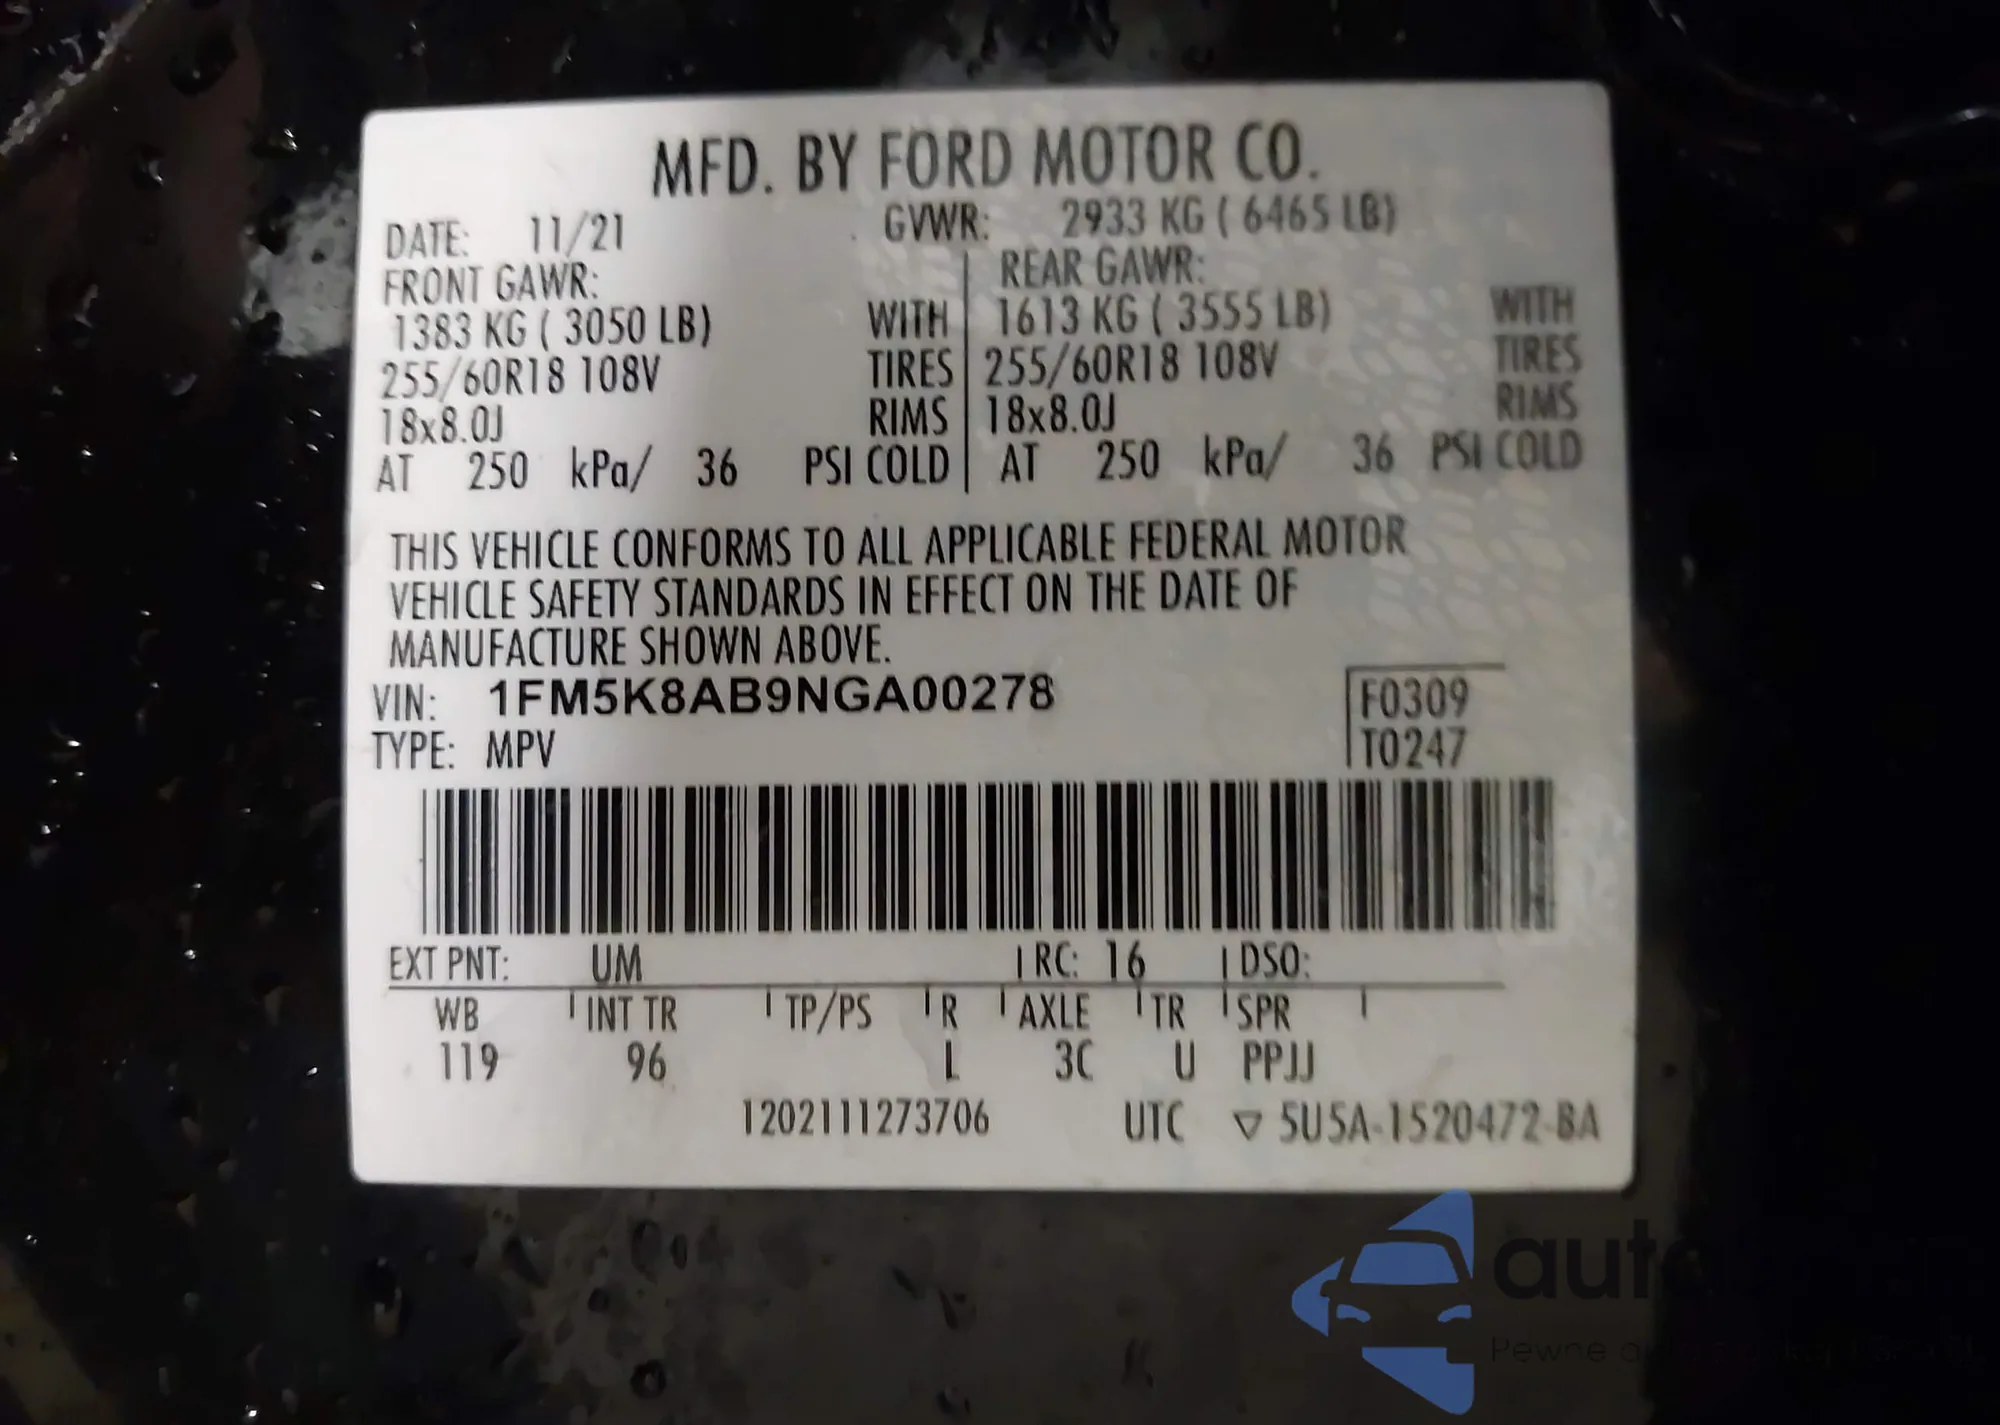 MFD. BY FORD MOTOR CO.
DATE: 11/21 GVWR: 2933 KG ( 6465 LB)
FRONT GAWR: REAR GAWR:
1383 KG ( 3050 LB) WITH 1613 KG ( 3555 LB) WITH
255/60R18 108V TIRES 255/60R18 108V TIRES
18x8.0J RIMS 18x8.0J RIMS
AT 250 kPa/ 36 PSI COLD AT 250 kPa/ 36 PSI COLD
THIS VEHICLE CONFORMS TO ALL APPLICABLE FEDERAL MOTOR
VEHICLE SAFETY STANDARDS IN EFFECT ON THE DATE OF
MANUFACTURE SHOWN ABOVE.
VIN: 1FM5K8AB9NGA00278 F0309
TYPE: MPV T0247
EXT PNT: UM RC: 16 DSO:
WB INT TR TP/PS R AXLE TR SPR
119 96 L 3C U PPJJ
1202111273706 UTC ▽ 5U5A-1520472-BA
Pewne